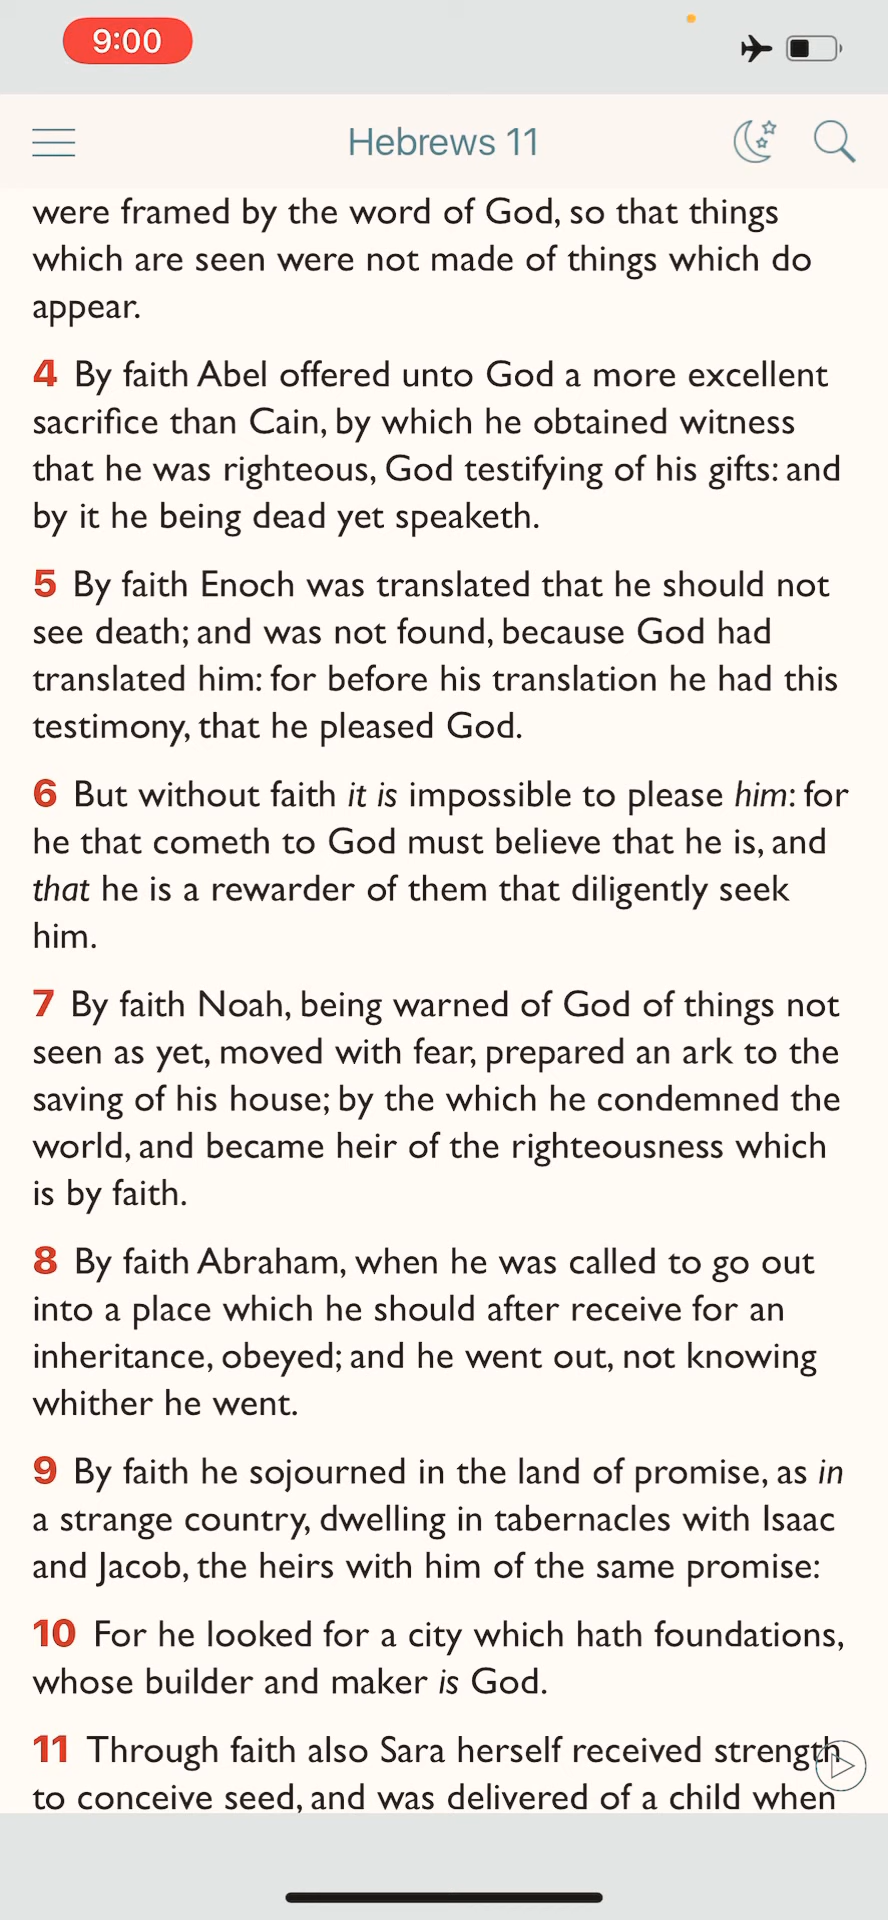 9:00
Hebrews 11
were framed by the word of God, so that things
which are seen were not made of things which do
appear.
4 By faith Abel offered unto God a more excellent
sacrifice than Cain, by which he obtained witness
that he was righteous, God testifying of his gifts: and
by it he being dead yet speaketh.
5 By faith Enoch was translated that he should not
see death; and was not found, because God had
translated him: for before his translation he had this
testimony, that he pleased God.
6 But without faith it is impossible to please him: for
he that cometh to God must believe that he is, and
that he is a rewarder of them that diligently seek
him.
7 By faith Noah, being warned of God of things not
seen as yet, moved with fear, prepared an ark to the
saving of his house; by the which he condemned the
world, and became heir of the righteousness which
is by faith.
8 By faith Abraham, when he was called to go out
into a place which he should after receive for an
inheritance, obeyed; and he went out, not knowing
whither he went.
9 By faith he sojourned in the land of promise, as in
a strange country, dwelling in tabernacles with Isaac
and Jacob, the heirs with him of the same promise:
10 For he looked for a city which hath foundations,
whose builder and maker is God.
11 Through faith also Sara herself received strength
to conceive seed, and was delivered of a child when